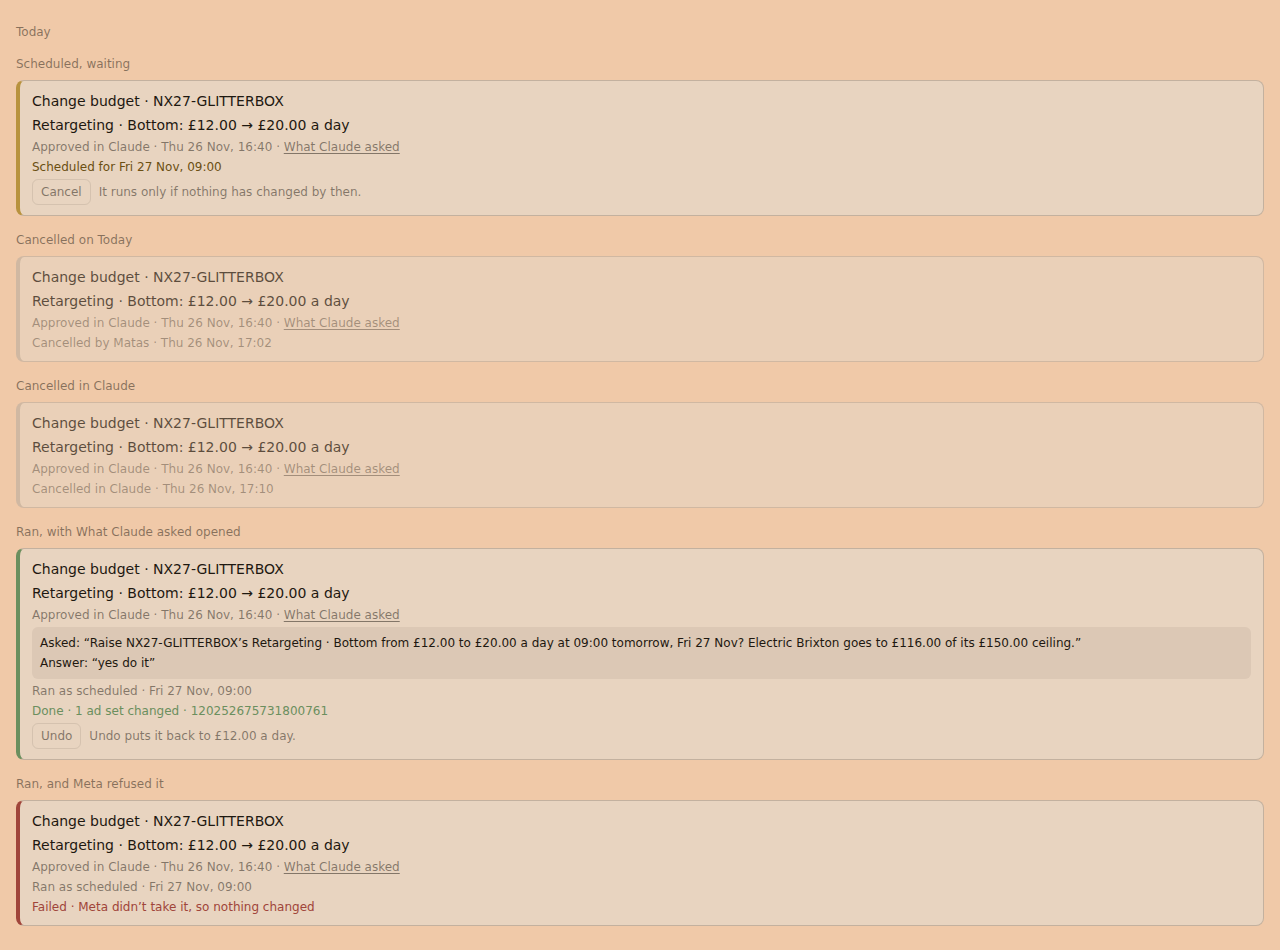 Today
Scheduled, waiting
Change budget · NX27-GLITTERBOX
Retargeting · Bottom: £12.00 → £20.00 a day
Approved in Claude · Thu 26 Nov, 16:40 · What Claude asked
Scheduled for Fri 27 Nov, 09:00
Cancel It runs only if nothing has changed by then.
Cancelled on Today
Change budget · NX27-GLITTERBOX
Retargeting · Bottom: £12.00 → £20.00 a day
Approved in Claude · Thu 26 Nov, 16:40 · What Claude asked
Cancelled by Matas · Thu 26 Nov, 17:02
Cancelled in Claude
Change budget · NX27-GLITTERBOX
Retargeting · Bottom: £12.00 → £20.00 a day
Approved in Claude · Thu 26 Nov, 16:40 · What Claude asked
Cancelled in Claude · Thu 26 Nov, 17:10
Ran, with What Claude asked opened
Change budget · NX27-GLITTERBOX
Retargeting · Bottom: £12.00 → £20.00 a day
Approved in Claude · Thu 26 Nov, 16:40 · What Claude asked
Asked: “Raise NX27-GLITTERBOX’s Retargeting · Bottom from £12.00 to £20.00 a day at 09:00 tomorrow, Fri 27 Nov? Electric Brixton goes to £116.00 of its £150.00 ceiling.”
Answer: “yes do it”
Ran as scheduled · Fri 27 Nov, 09:00
Done · 1 ad set changed · 120252675731800761
Undo Undo puts it back to £12.00 a day.
Ran, and Meta refused it
Change budget · NX27-GLITTERBOX
Retargeting · Bottom: £12.00 → £20.00 a day
Approved in Claude · Thu 26 Nov, 16:40 · What Claude asked
Ran as scheduled · Fri 27 Nov, 09:00
Failed · Meta didn’t take it, so nothing changed